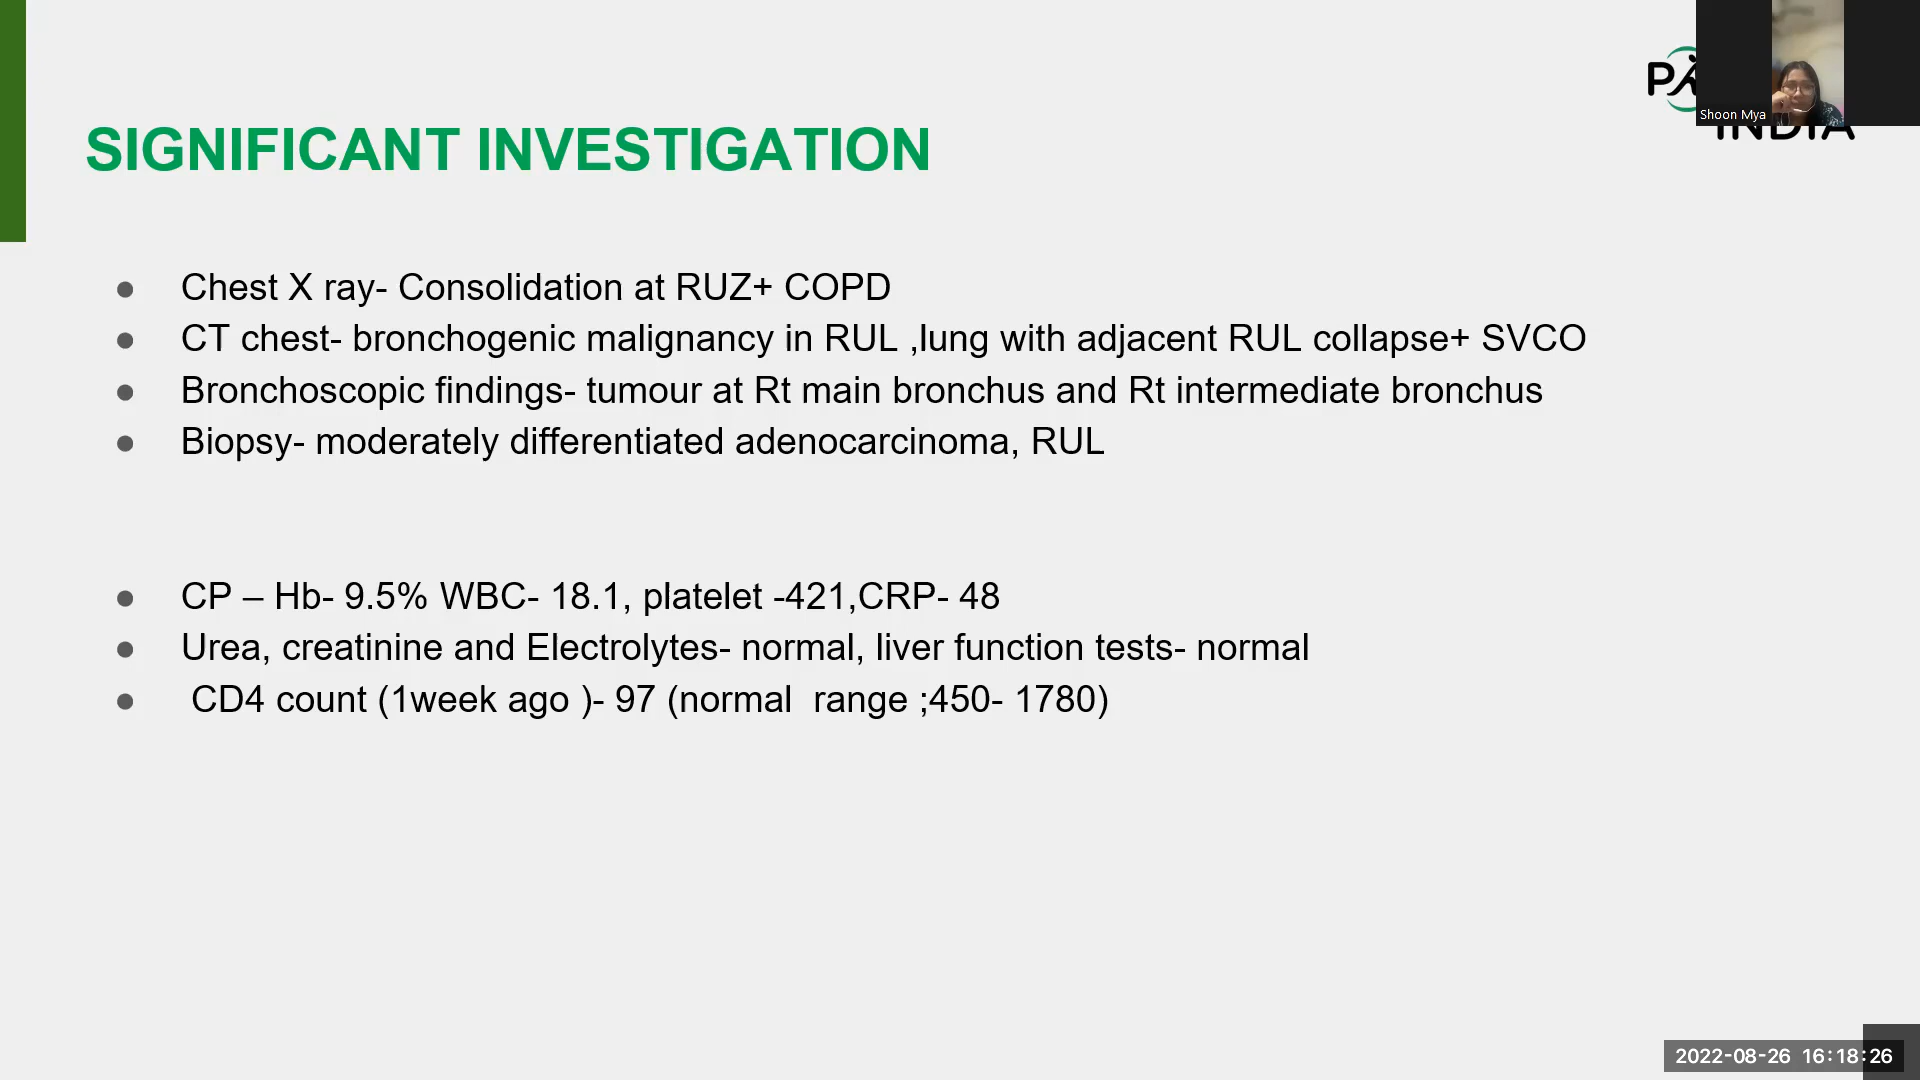 Shoon Mya
INDIA
SIGNIFICANT INVESTIGATION
Chest X ray- Consolidation at RUZ+ COPD
CT chest- bronchogenic malignancy in RUL ,lung with adjacent RUL collapse+ SVCO
Bronchoscopic findings- tumour at Rt main bronchus and Rt intermediate bronchus
Biopsy- moderately differentiated adenocarcinoma, RUL
CP – Hb- 9.5% WBC- 18.1, platelet -421,CRP- 48
Urea, creatinine and Electrolytes- normal, liver function tests- normal
CD4 count (1week ago )- 97 (normal  range ;450- 1780)
2022-08-26 16:18:26